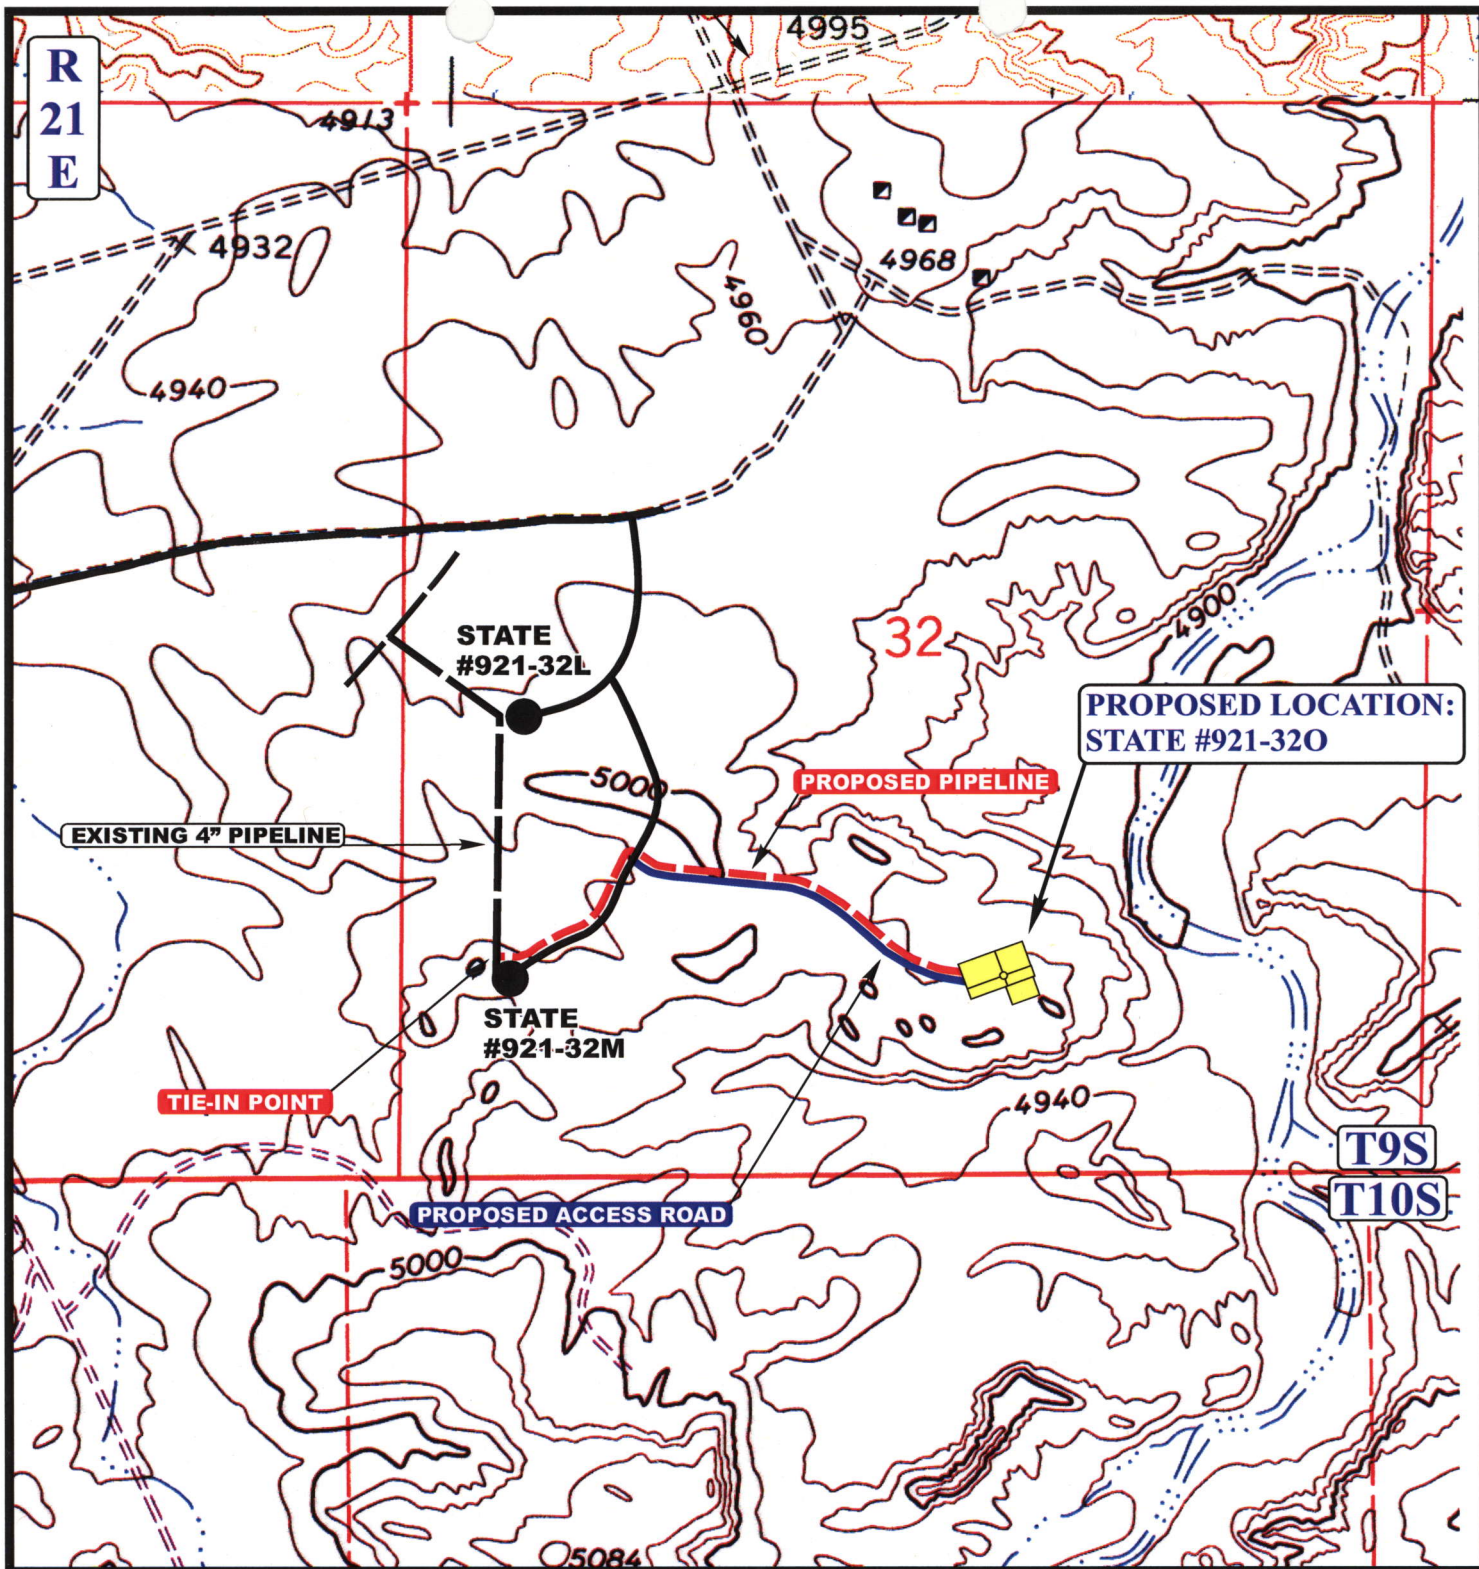 4995
R
21
E
4913
4932
4968
4960
4940
STATE
#921-32L
32
4900
PROPOSED LOCATION:
STATE #921-32O
5000
PROPOSED PIPELINE
EXISTING 4” PIPELINE
STATE
#921-32M
TIE-IN POINT
4940
T9S
T10S
PROPOSED ACCESS ROAD
5000
5084